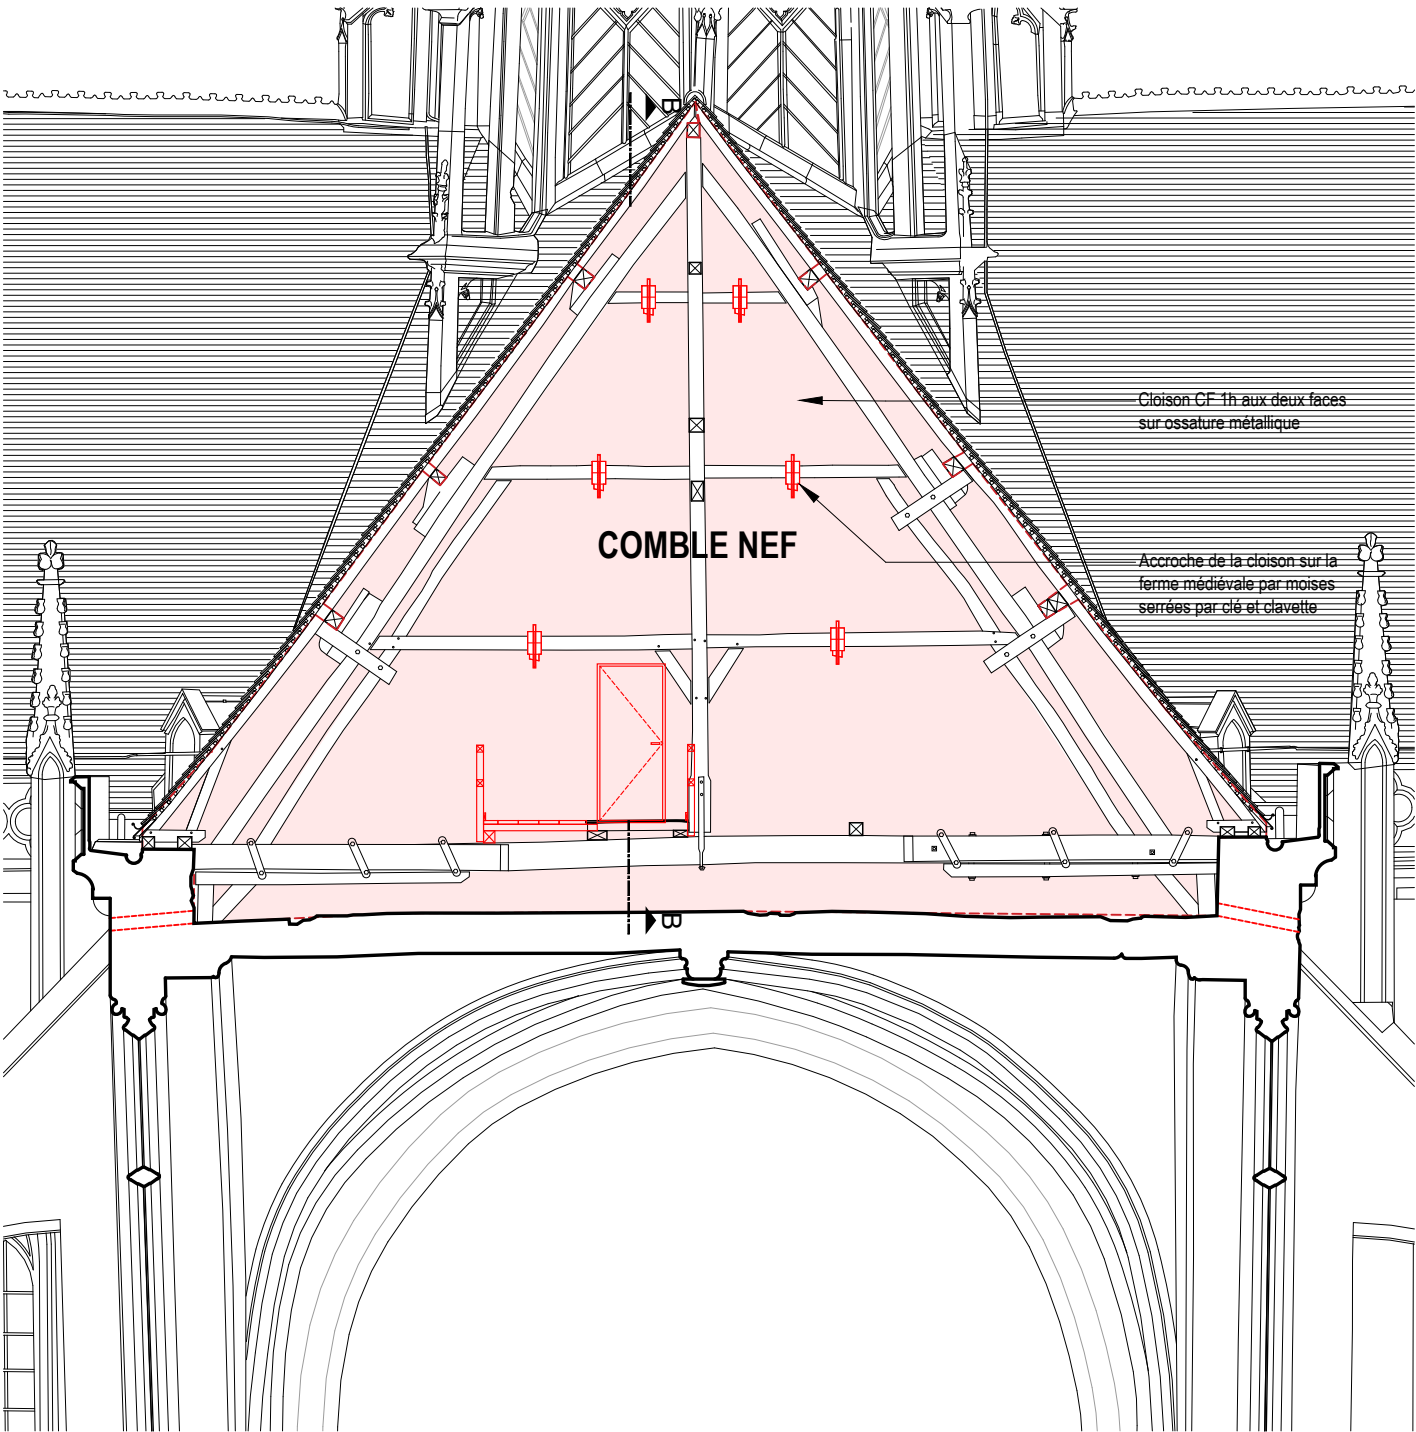 B
Cloison CF 1h aux deux faces
sur ossature métallique
COMBLE NEF
Accroche de la cloison sur la
ferme médiévale par moises
serrées par clé et clavette
B